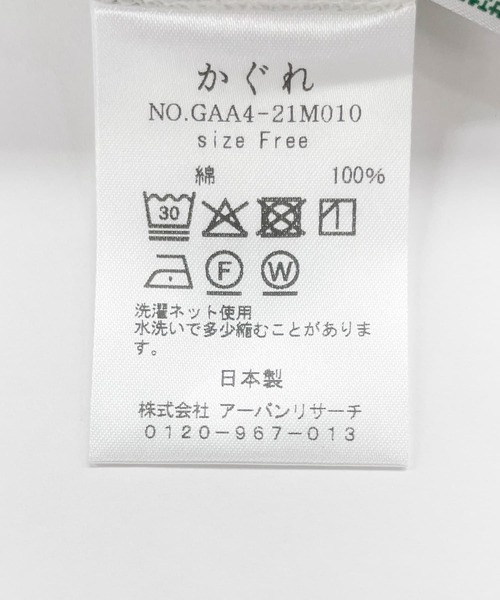 かぐれ
NO.GAA4-21M010
size Free
綿 100%
30
F W
洗濯ネット使用
水洗いで多少縮むことがありま
す。
日本製
株式会社 アーバンリサーチ
0120-967-013